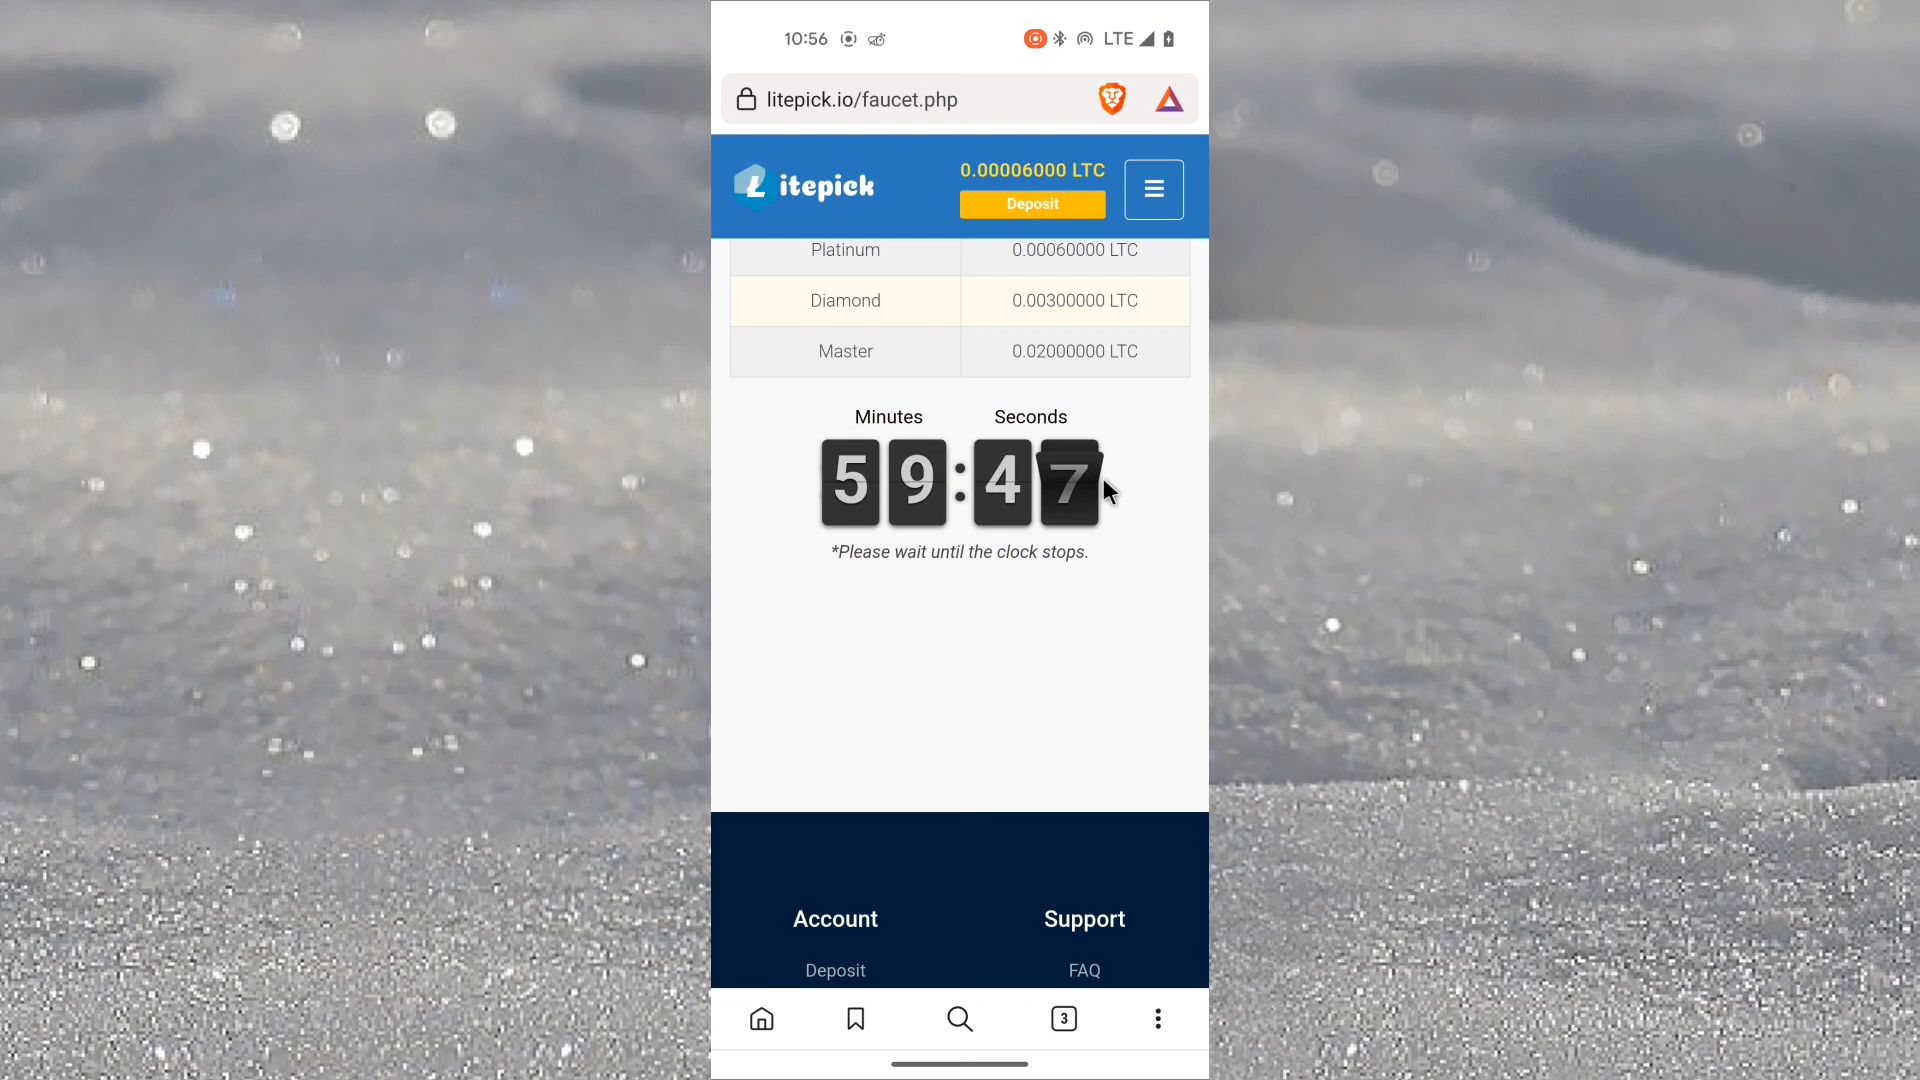 10:56
LTE
litepick.io/faucet.php
Litepick
0.00006000 LTC
Deposit
Platinum 0.00060000 LTC
Diamond 0.00300000 LTC
Master 0.02000000 LTC
Minutes Seconds
59:47
*Please wait until the clock stops.
Account Support
Deposit FAQ
3